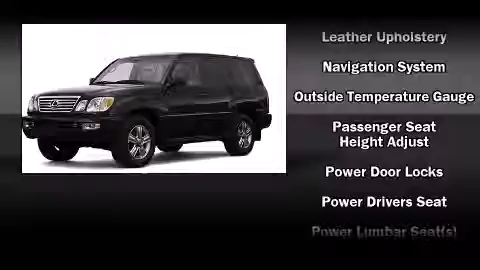 Leather Upholstery
Navigation System
Outside Temperature Gauge
Passenger Seat
Height Adjust
Power Door Locks
Power Drivers Seat
Power Lumbar Seat(s)